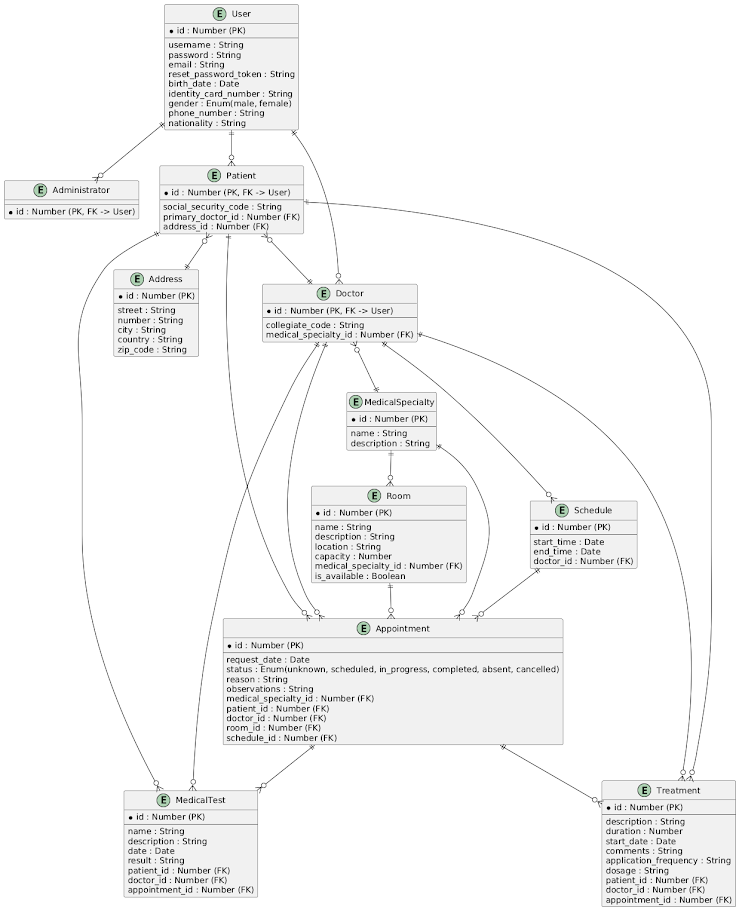 E User
id : Number (PK)
username : String
password : String
email : String
reset_password_token : String
birth_date : Date
identity_card_number : String
gender : Enum(male, female)
phone_number : String
nationality : String
E Administrator
id : Number (PK, FK -> User)
E Patient
id : Number (PK, FK -> User)
social_security_code : String
primary_doctor_id : Number (FK)
address_id : Number (FK)
E Address
id : Number (PK)
street : String
number : String
city : String
country : String
zip_code : String
E Doctor
id : Number (PK, FK -> User)
collegiate_code : String
medical_specialty_id : Number (FK)
E MedicalSpecialty
id : Number (PK)
name : String
description : String
E Room
id : Number (PK)
name : String
description : String
location : String
capacity : Number
medical_specialty_id : Number (FK)
is_available : Boolean
E Schedule
id : Number (PK)
start_time : Date
end_time : Date
doctor_id : Number (FK)
E Appointment
id : Number (PK)
request_date : Date
status : Enum(unknown, scheduled, in_progress, completed, absent, cancelled)
reason : String
observations : String
medical_specialty_id : Number (FK)
patient_id : Number (FK)
doctor_id : Number (FK)
room_id : Number (FK)
schedule_id : Number (FK)
E MedicalTest
id : Number (PK)
name : String
description : String
date : Date
result : String
patient_id : Number (FK)
doctor_id : Number (FK)
appointment_id : Number (FK)
E Treatment
id : Number (PK)
description : String
duration : Number
start_date : Date
comments : String
application_frequency : String
dosage : String
patient_id : Number (FK)
doctor_id : Number (FK)
appointment_id : Number (FK)